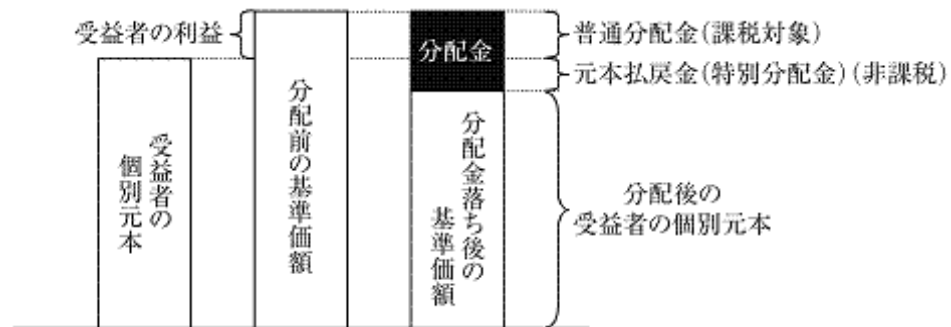 受益者の利益
受益者の
個別元本
分配前の基準価額
分配金
分配金落ち後の
基準価額
普通分配金(課税対象)
元本払戻金(特別分配金)(非課税)
分配後の
受益者の個別元本